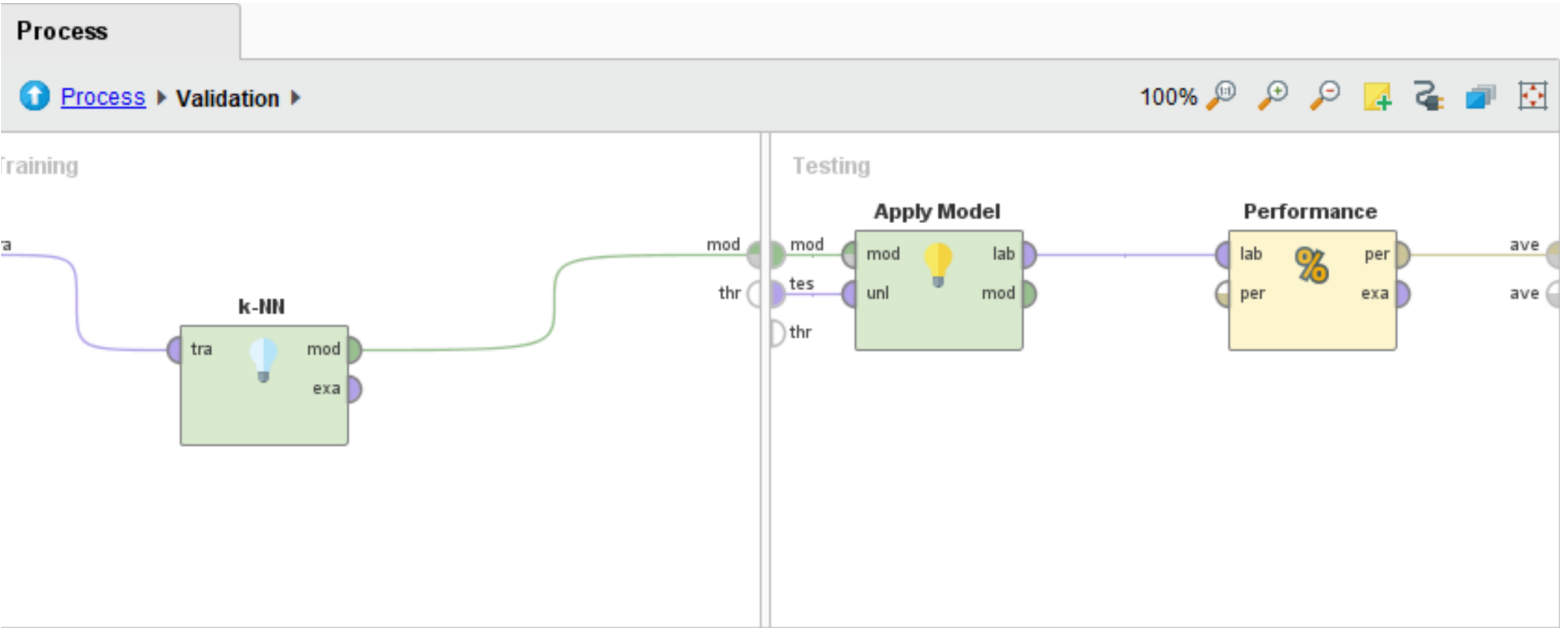 Process
Process Validation
100%
Training
Testing
ra
k-NN
tra
mod
exa
mod
thr
mod
tes
thr
Apply Model
mod
lab
unl
mod
Performance
%
lab
per
per
exa
ave
ave